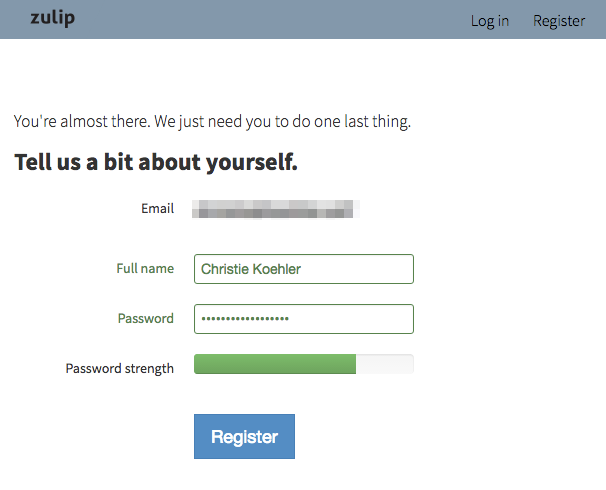 zulip
Log in Register
You're almost there. We just need you to do one last thing.
Tell us a bit about yourself.
Email
Full name Christie Koehler
Password ••••••••••••••••••
Password strength
Register